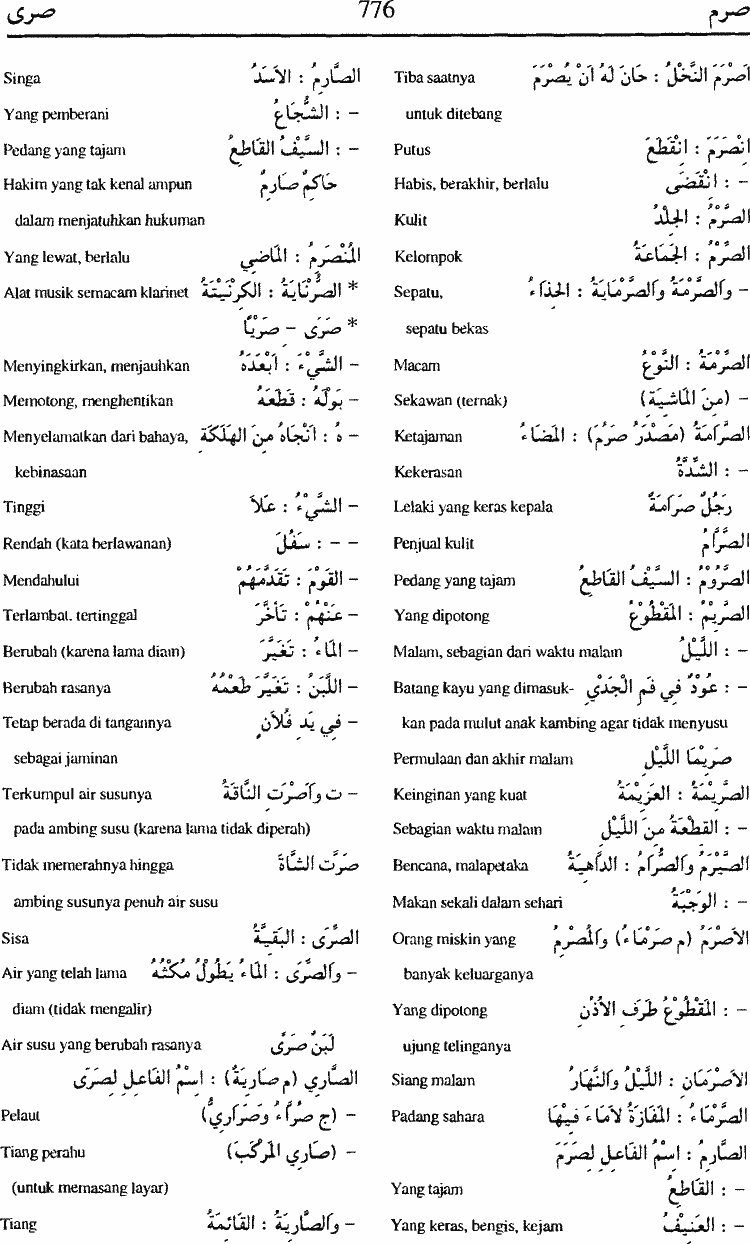 صرم 776 صرى
اَصْرَمَ النَّخْلُ : حَانَ لَهُ اَنْ يُصْرَمَ Tiba saatnya
untuk ditebang
انْصَرَمَ : انْقَطَعَ Putus
- : انْقَضَى Habis, berakhir, berlalu
الصَّرْمُ : الجِلْدُ Kulit
الصِّرْمُ : الجَمَاعَةُ Kelompok
- وَالصَّرْمَةُ وَالصَّرْمَايَةُ : الحِذَاءُ Sepatu,
sepatu bekas
الصِّرْمَةُ : النَّوْعُ Macam
- (مِنَ المَاشِيَةِ) Sekawan (ternak)
الصَّرَامَةُ (مَصْدَرُ صَرُمَ) : المَضَاءُ Ketajaman
- : الشِّدَّةُ Kekerasan
رَجُلٌ صَرَامَةٌ Lelaki yang keras kepala
الصَّرَّامُ Penjual kulit
الصَّرُوْمُ : السَّيْفُ القَاطِعُ Pedang yang tajam
الصَّرِيْمُ : المَقْطُوْعُ Yang dipotong
- : اللَّيْلُ Malam, sebagian dari waktu malam
- : عُوْدٌ فِي فَمِ الْجَدْيِ Batang kayu yang dimasuk-
kan pada mulut anak kambing agar tidak menyusu
صَرِيْمَا اللَّيْلِ Permulaan dan akhir malam
الصَّرِيْمَةُ : العَزِيْمَةُ Keinginan yang kuat
- : القِطْعَةُ مِنَ اللَّيْلِ Sebagian waktu malam
الصَّيْرَمُ وَالصُّرَامُ : الدَّاهِيَةُ Bencana, malapetaka
- : الوَجْبَةُ Makan sekali dalam sehari
الاَصْرَمُ (م صَرْمَاءُ) وَالمُصْرِمُ Orang miskin yang
banyak keluarganya
- : المَقْطُوْعُ طَرَفِ الاُذُنِ Yang dipotong
ujung telinganya
الاَصْرَمَانِ : اللَّيْلُ وَالنَّهَارُ Siang malam
الصَّرْمَاءُ : المَفَازَةُ لاَمَاءَ فِيْهَا Padang sahara
الصَّارِمُ : اسْمُ الفَاعِلِ لِصَرَمَ
- : القَاطِعُ Yang tajam
- : العَنِيْفُ Yang keras, bengis, kejam
الصَّارِمُ : الاَسَدُ Singa
- : الشُّجَاعُ Yang pemberani
- : السَّيْفُ القَاطِعُ Pedang yang tajam
حَاكِمٌ صَارِمٌ Hakim yang tak kenal ampun
dalam menjatuhkan hukuman
المُنْصَرِمُ : المَاضِي Yang lewat, berlalu
* الصُّرْنَايَةُ : الكِرْنِيتَةُ Alat musik semacam klarinet
* صَرَى - صَرْيًا
- الشَّيْءَ : اَبْعَدَهُ Menyingkirkan, menjauhkan
- بَوْلَهُ : قَطَعَهُ Memotong, menghentikan
- هُ : اَنْجَاهُ مِنَ الهَلَكَةِ Menyelamatkan dari bahaya,
kebinasaan
- الشَّيْءُ : عَلاَ Tinggi
- - : سَفُلَ Rendah (kata berlawanan)
- القَوْمَ : تَقَدَّمَهُمْ Mendahului
- عَنْهُمْ : تَأَخَّرَ Terlambat. tertinggal
- المَاءُ : تَغَيَّرَ Berubah (karena lama diam)
- اللَّبَنُ : تَغَيَّرَ طَعْمُهُ Berubah rasanya
- فِي يَدِ فُلاَنٍ Tetap berada di tangannya
sebagai jaminan
- ت وَاَصْرَتِ النَّاقَةُ Terkumpul air susunya
pada ambing susu (karena lama tidak diperah)
صَرَّتِ الشَّاةَ Tidak memerahnya hingga
ambing susunya penuh air susu
الصَّرَى : البَقِيَّةُ Sisa
- وَالصِّرَى : المَاءُ يَطُوْلُ مُكْثُهُ Air yang telah lama
diam (tidak mengalir)
لَبَنٌ صَرًى Air susu yang berubah rasanya
الصَّارِي (م صَارِيَةٌ) : اسْمُ الفَاعِلِ لِصَرَى
- (ج صُرَّاءُ وَصَرَارِيُّ) Pelaut
- (صَارِي المَرْكَبِ) Tiang perahu
(untuk memasang layar)
- وَالصَّارِيَةُ : القَائِمَةُ Tiang